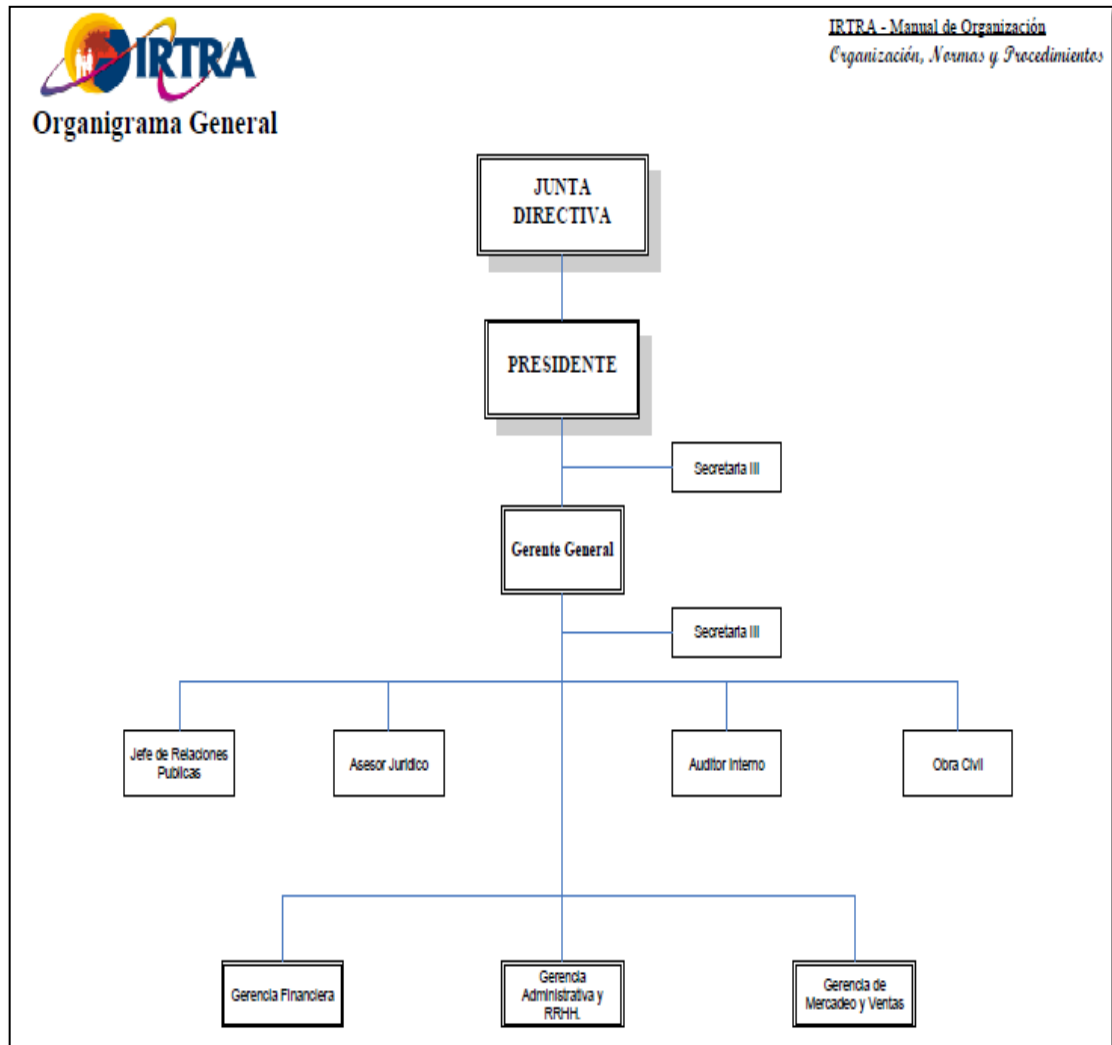 IRTRA
Organigrama General
IRTRA - Manual de Organización
Organización, Normas y Procedimientos
JUNTA
DIRECTIVA
PRESIDENTE
Secretaria III
Gerente General
Secretaria III
Jefe de Relaciones
Publicas
Asesor Jurídico
Auditor Interno
Obra Civil
Gerencia Financiera
Gerencia
Administrativa y
RRHH.
Gerencia de
Mercadeo y Ventas